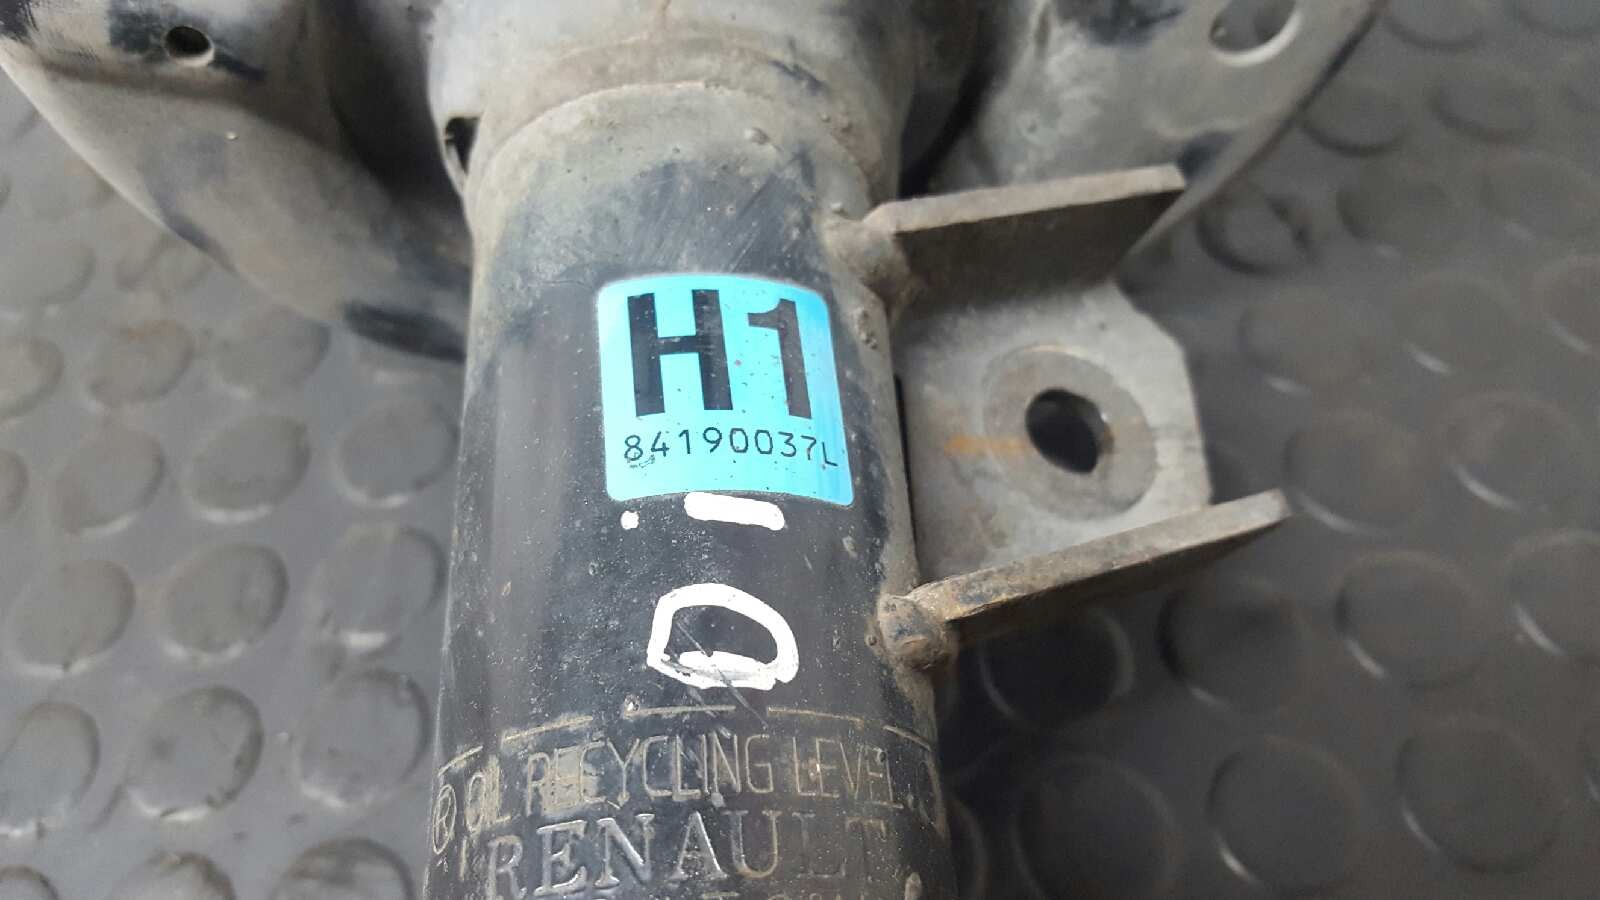 H1
84190037L
D
® OIL RECYCLING LEVEL
RENAULT